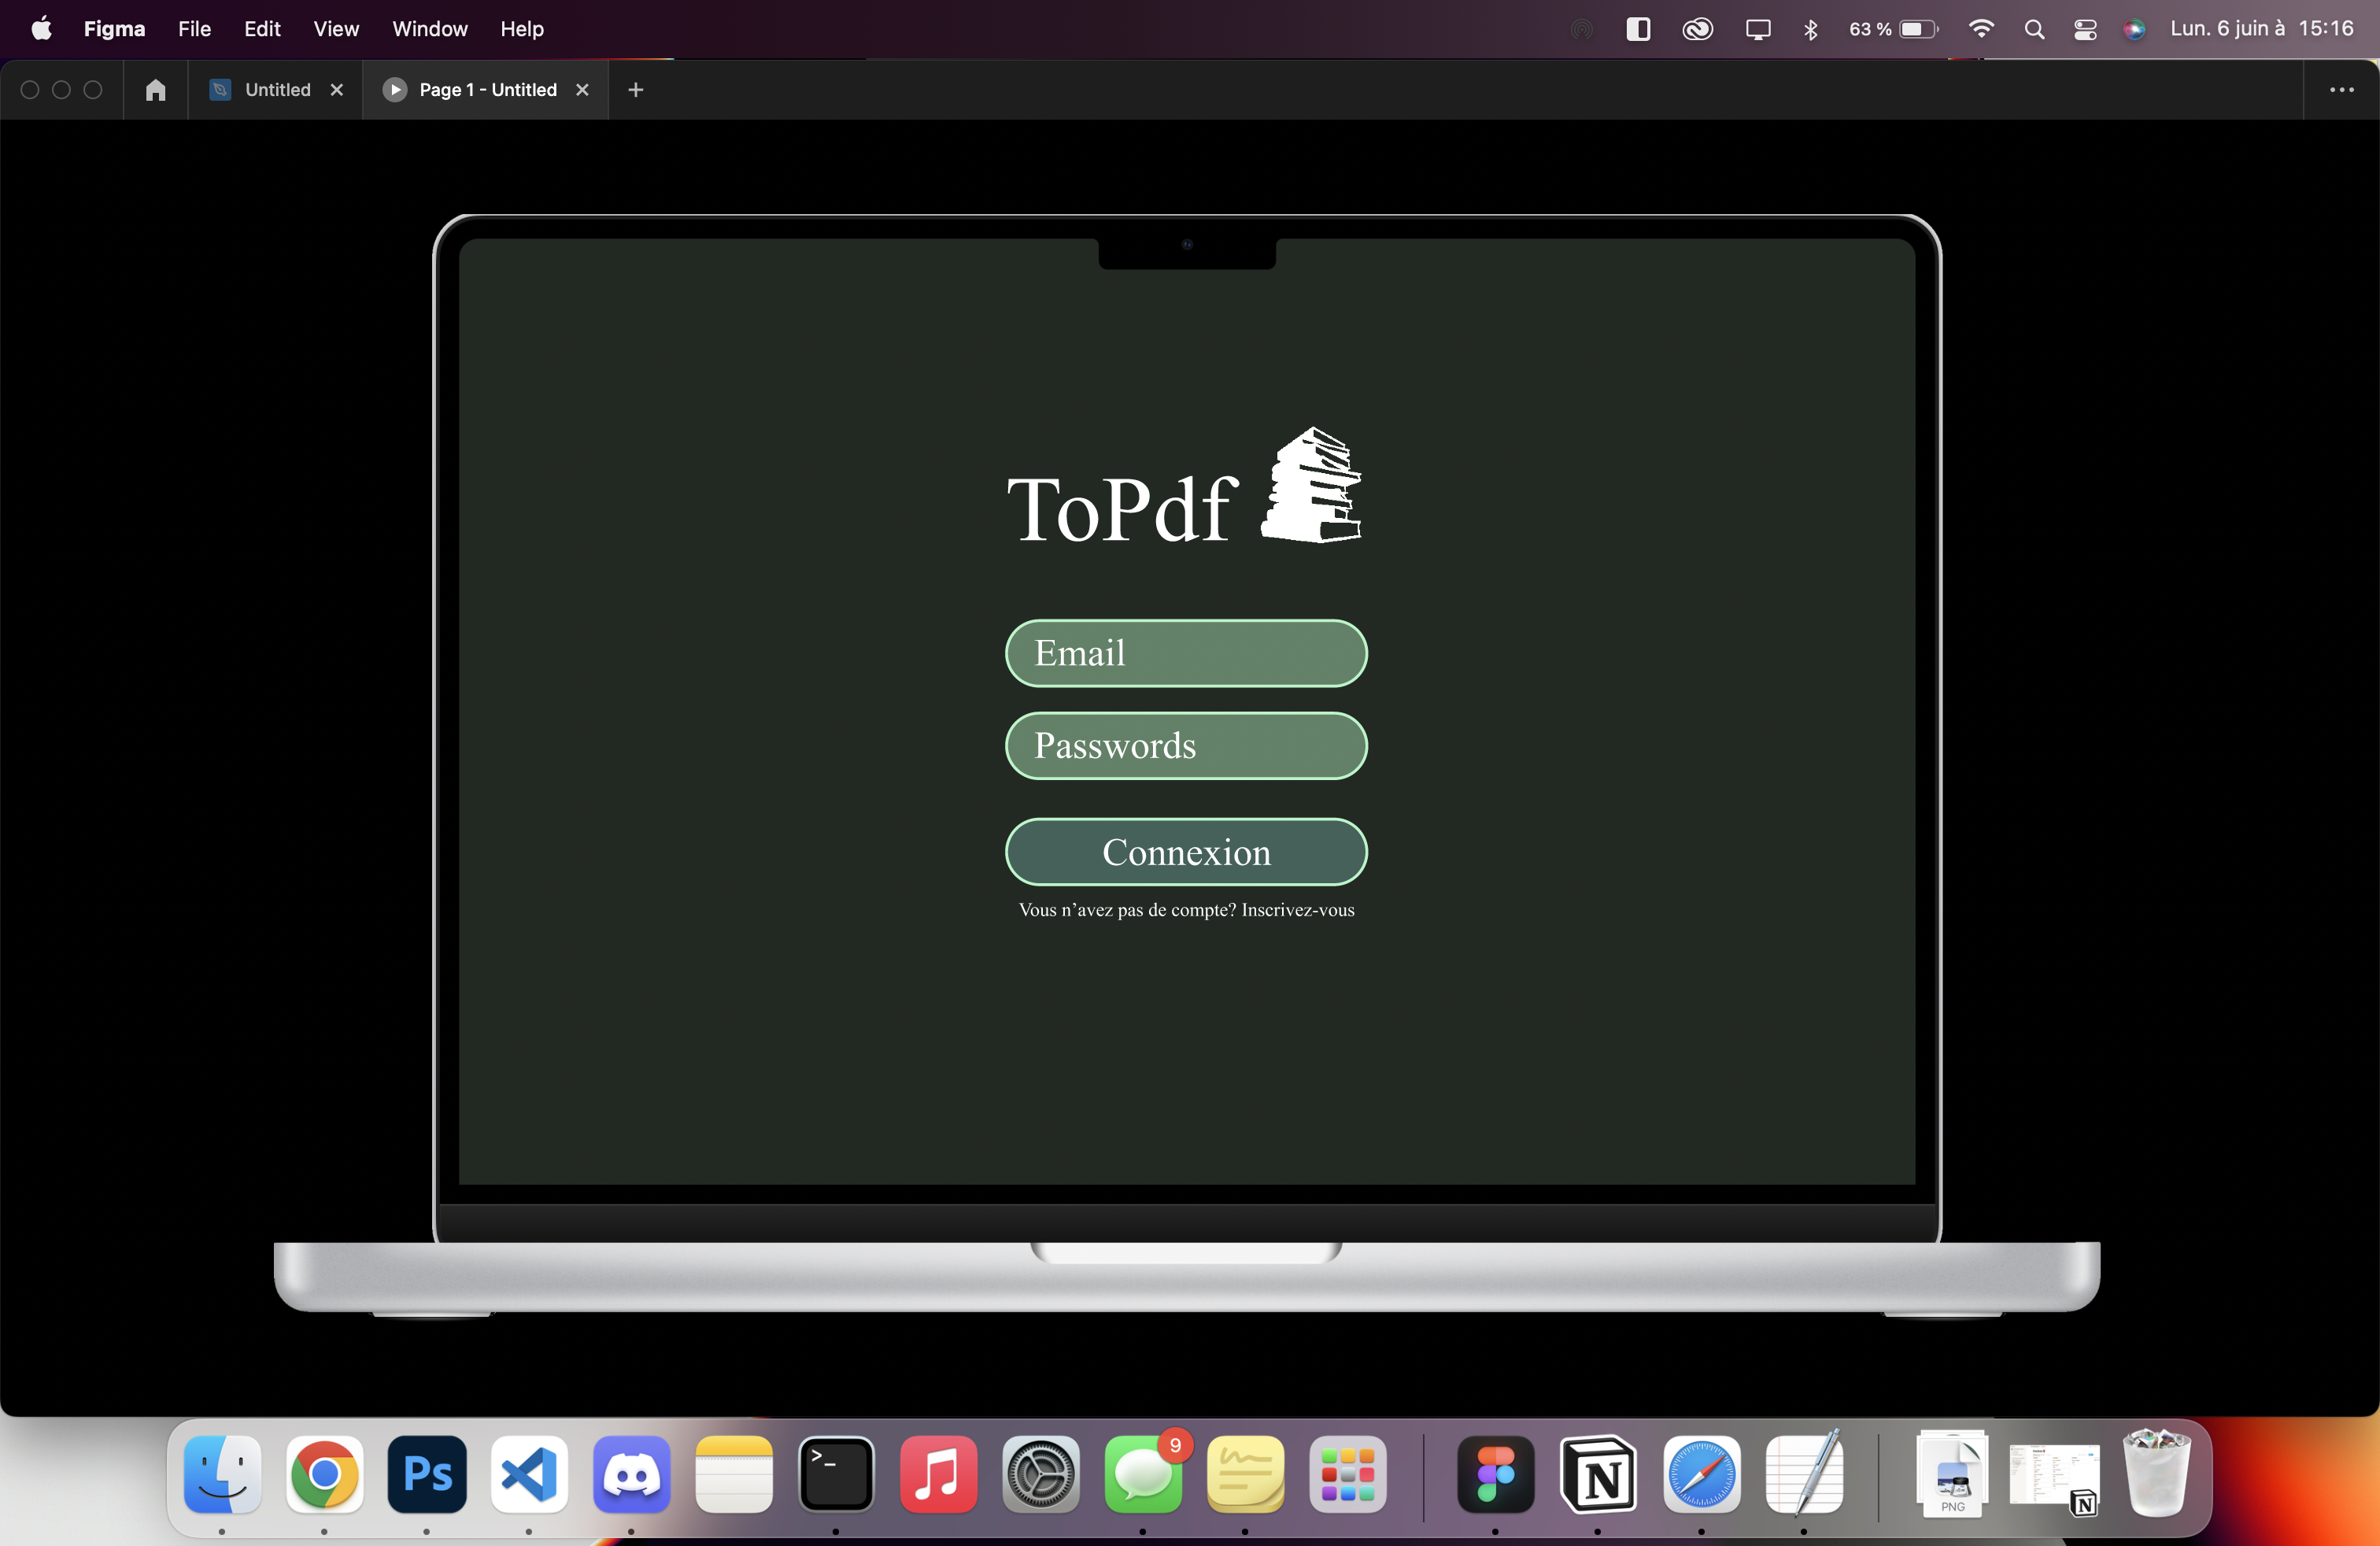 Figma File Edit View Window Help 63 % Lun. 6 juin à 15:16
Untitled Page 1 - Untitled
ToPdf
Email
Passwords
Connexion
Vous n’avez pas de compte? Inscrivez-vous
9
Ps
>_
N
PNG
N